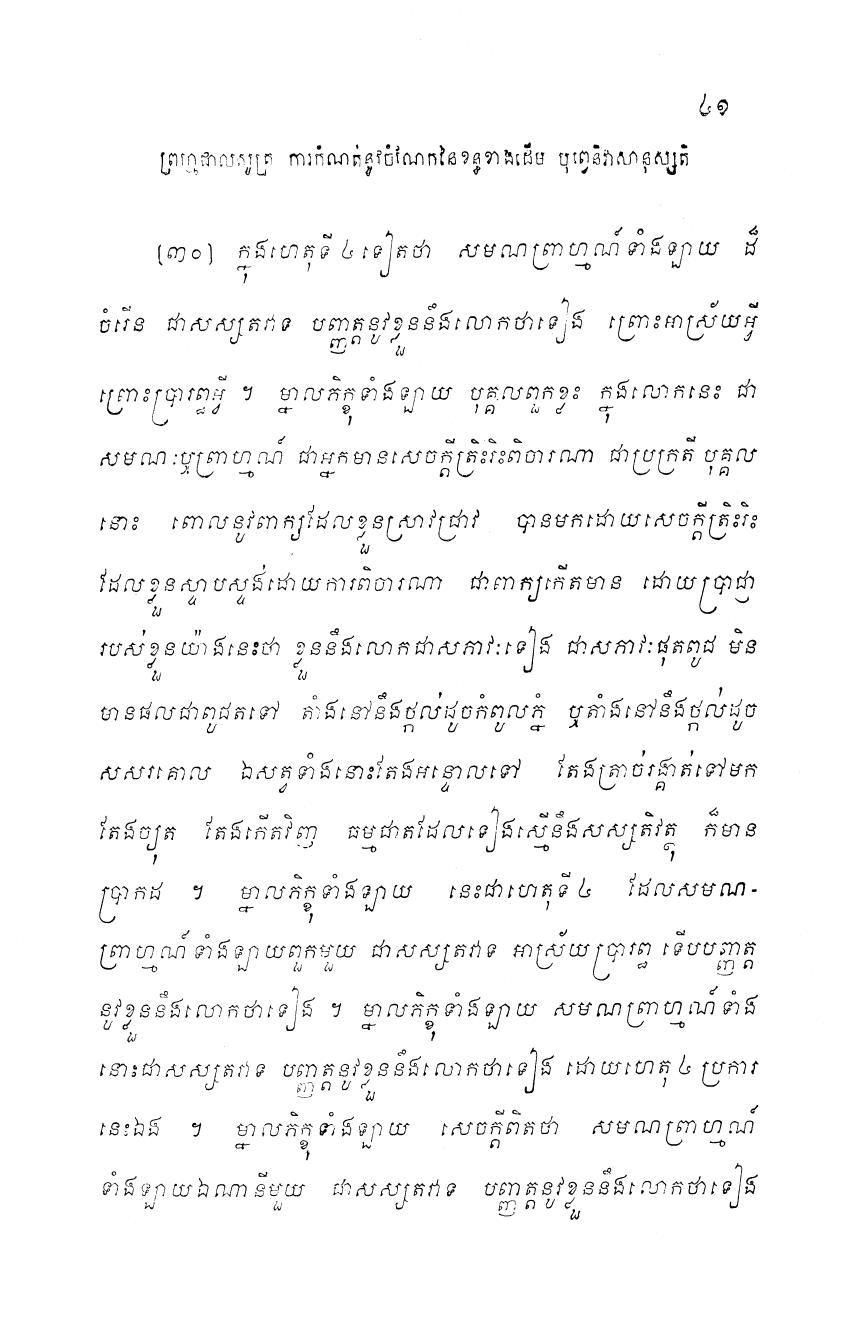 ៤១
ព្រហ្មជាលសូត្រ ការកំណត់នូវចំណែកនៃខន្ធខាងដើម បុព្វេនិវាសានុស្សតិ
(៣០) ក្នុងហេតុទី ៤ ទៀតថា សមណព្រាហ្មណ៍ទាំងឡាយ ដ៏
ចំរើន ជាសស្សតវាទ បញ្ញត្តនូវខ្លួននឹងលោកថាទៀង ព្រោះអាស្រ័យអ្វី
ព្រោះប្រារព្ធអ្វី ។ ម្នាលភិក្ខុទាំងឡាយ បុគ្គលពួកខ្លះ ក្នុងលោកនេះ ជា
សមណៈឬព្រាហ្មណ៍ ជាអ្នកមានសេចក្តីត្រិះរិះពិចារណា ជាប្រក្រតី បុគ្គល
នោះ ពោលនូវពាក្យដែលខ្លួនស្រាវជ្រាវ បានមកដោយសេចក្តីត្រិះរិះ
ដែលខ្លួនស្ទាបស្ទង់ដោយការពិចារណា ជាពាក្យកើតមាន ដោយប្រាជ្ញា
របស់ខ្លួនយ៉ាងនេះថា ខ្លួននឹងលោកជាសភាវៈទៀង ជាសភាវៈផុតពូជ មិន
មានផលជាពូជតទៅ តាំងនៅនឹងថ្កល់ដូចកំពូលភ្នំ ឬតាំងនៅនឹងថ្កល់ដូច
សសរគោល ឯសត្វទាំងនោះតែងអន្ទោលទៅ តែងត្រាច់រង្គាត់ទៅមក
តែងច្យុត តែងកើតវិញ ធម្មជាតដែលទៀងស្មើនឹងសស្សតិវត្ថុ ក៏មាន
ប្រាកដ ។ ម្នាលភិក្ខុទាំងឡាយ នេះជាហេតុទី ៤ ដែលសមណ-
ព្រាហ្មណ៍ទាំងឡាយពួកមួយ ជាសស្សតវាទ អាស្រ័យប្រារព្ធ ទើបបញ្ញត្ត
នូវខ្លួននឹងលោកថាទៀង ។ ម្នាលភិក្ខុទាំងឡាយ សមណព្រាហ្មណ៍ទាំង
នោះជាសស្សតវាទ បញ្ញត្តនូវខ្លួននឹងលោកថាទៀង ដោយហេតុ ៤ ប្រការ
នេះឯង ។ ម្នាលភិក្ខុទាំងឡាយ សេចក្តីពិតថា សមណព្រាហ្មណ៍
ទាំងឡាយឯណានីមួយ ជាសស្សតវាទ បញ្ញត្តនូវខ្លួននឹងលោកថាទៀង